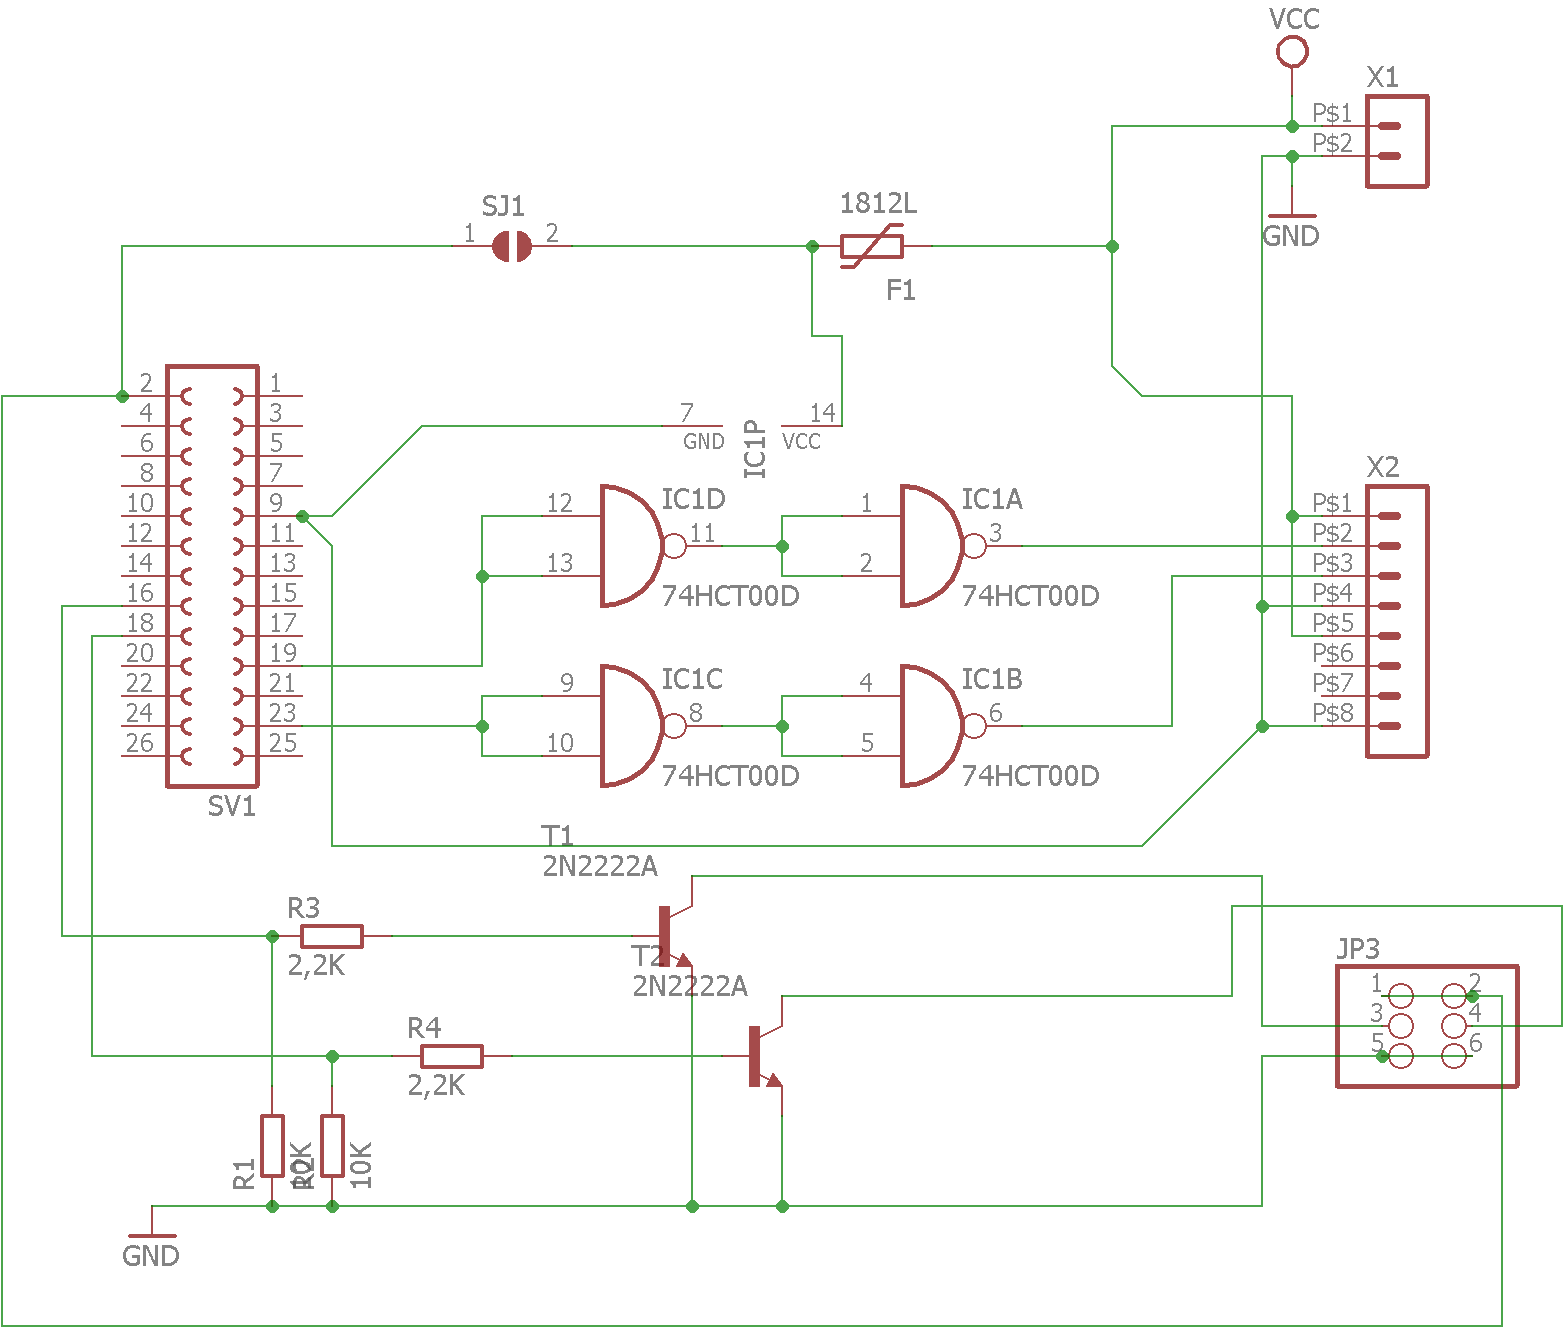 VCC
X1
P$1
P$2
GND
SJ1
1 2
1812L
F1
2 1
4 3
6 5
8 7
10 9
12 11
14 13
16 15
18 17
20 19
22 21
24 23
26 25
SV1
7 14
GND VCC
IC1P
IC1D
12
13
11
74HCT00D
IC1A
1
2
3
74HCT00D
IC1C
9
10
8
74HCT00D
IC1B
4
5
6
74HCT00D
X2
P$1
P$2
P$3
P$4
P$5
P$6
P$7
P$8
T1
2N2222A
R3
2,2K
T2
2N2222A
R4
2,2K
JP3
1 2
3 4
5 6
R1
10K
R2
10K
GND